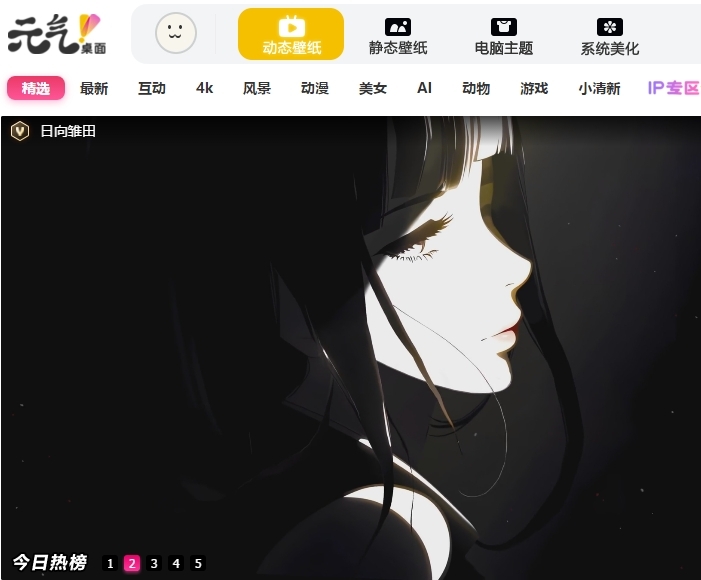 元气!桌面
动态壁纸 静态壁纸 电脑主题 系统美化
精选 最新 互动 4k 风景 动漫 美女 AI 动物 游戏 小清新 IP专区
V 日向雏田
今日热榜 1 2 3 4 5